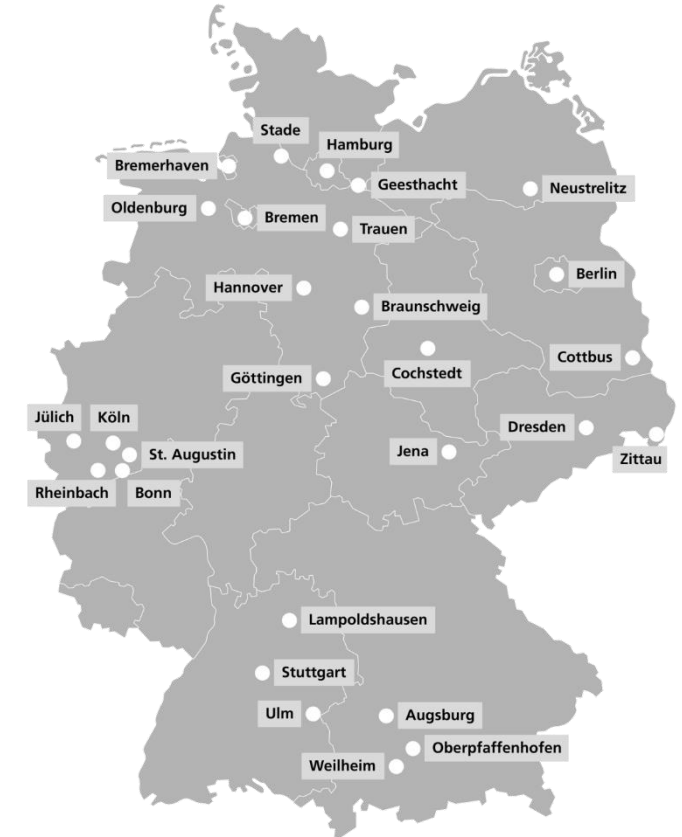 Stade
Hamburg
Bremerhaven
Geesthacht
Neustrelitz
Oldenburg
Bremen
Trauen
Berlin
Hannover
Braunschweig
Cottbus
Cochstedt
Göttingen
Jülich
Köln
Dresden
St. Augustin
Jena
Zittau
Rheinbach
Bonn
Lampoldshausen
Stuttgart
Ulm
Augsburg
Oberpfaffenhofen
Weilheim